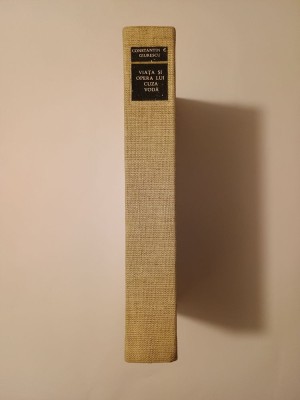 CONSTANTIN C.
GIURESCU
VIAȚA ȘI
OPERA LUI
CUZA
VODĂ